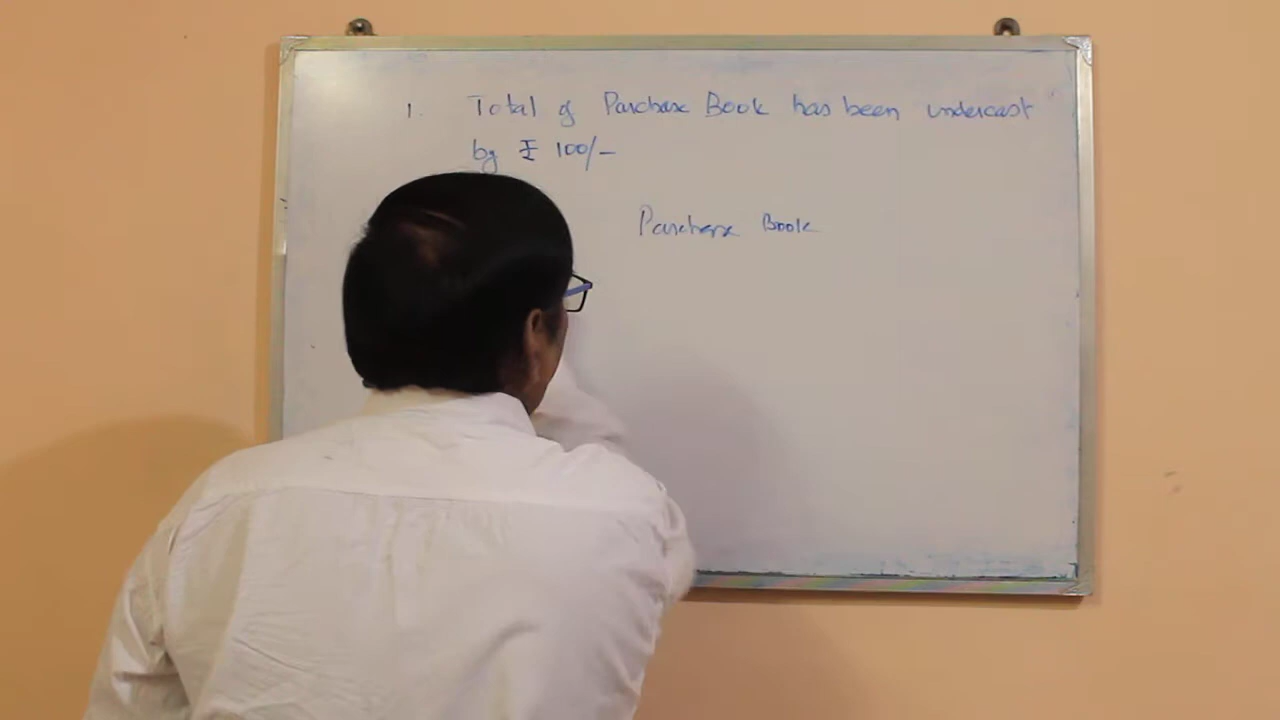 1. Total of Purchase Book has been undercast
by ₹ 100/-
Purchase Book